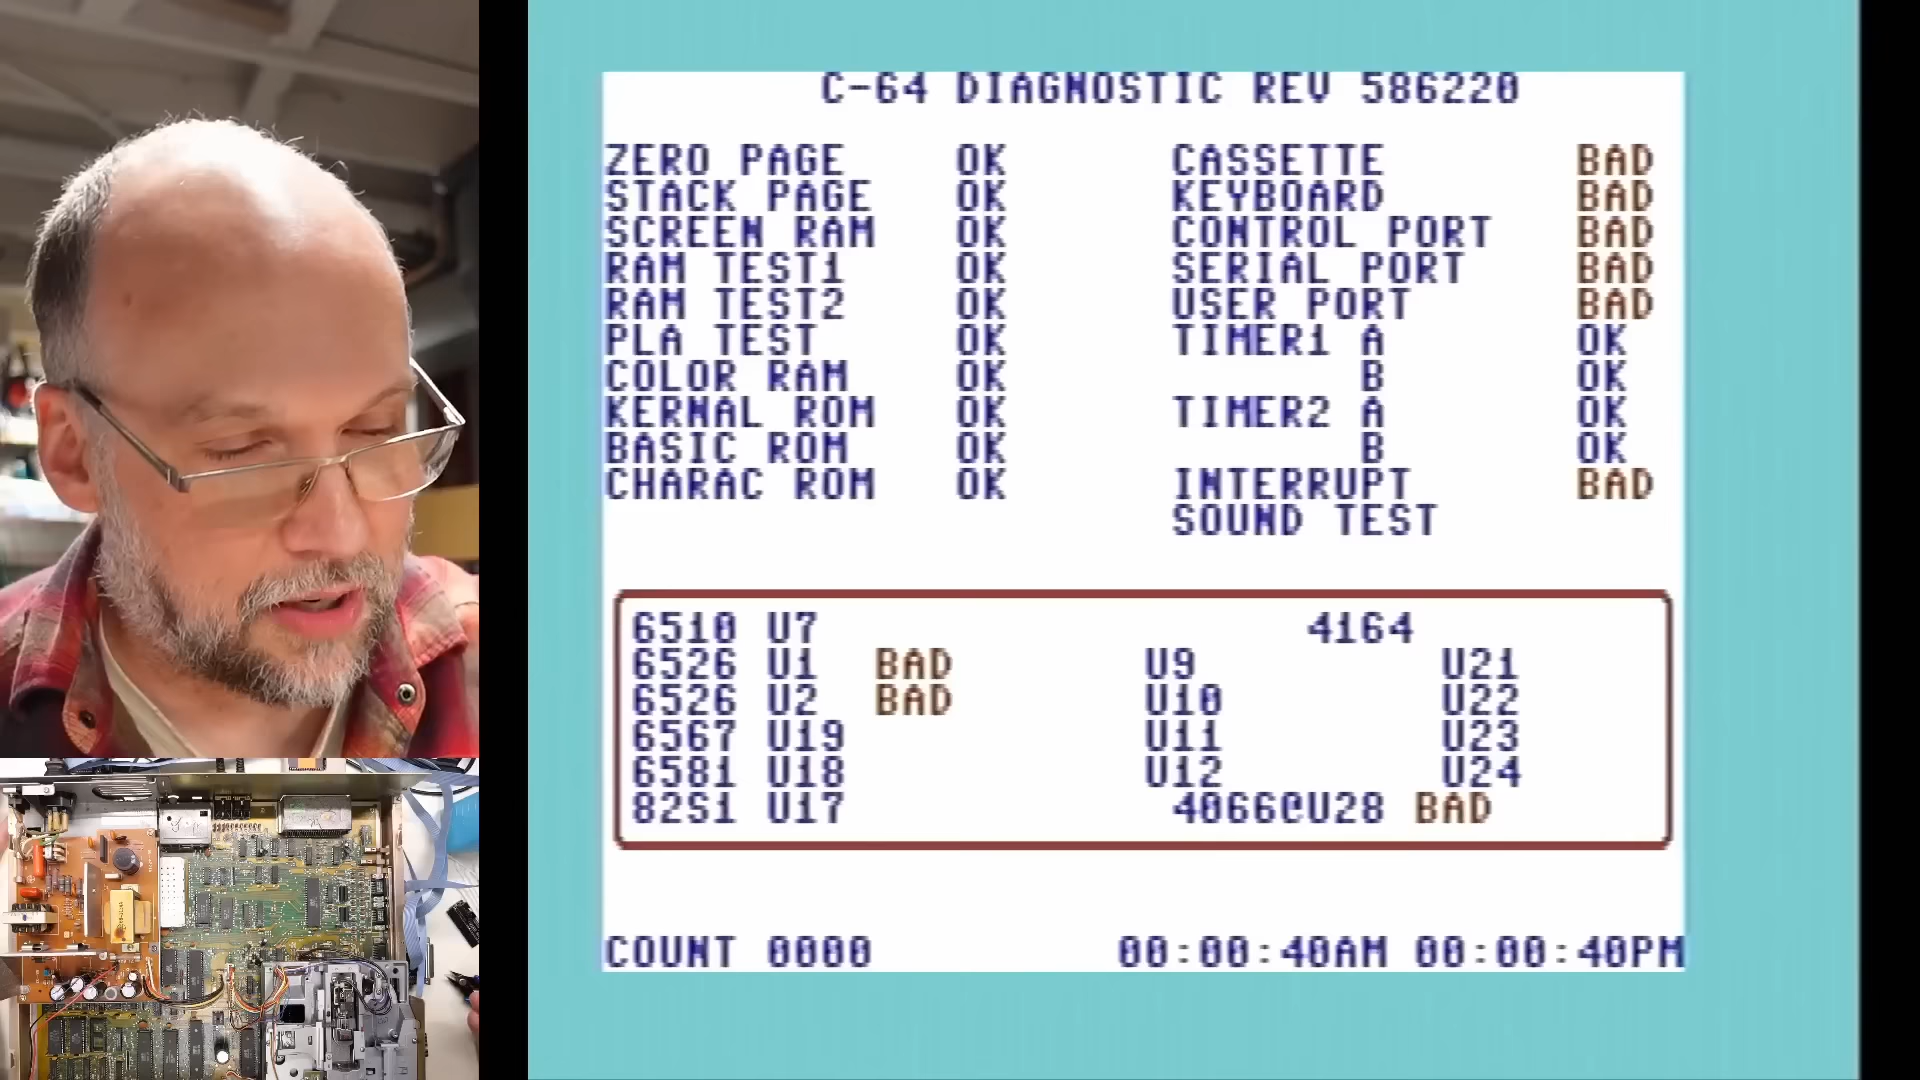 C-64 DIAGNOSTIC REV 586220
ZERO PAGE OK CASSETTE BAD
STACK PAGE OK KEYBOARD BAD
SCREEN RAM OK CONTROL PORT BAD
RAM TEST1 OK SERIAL PORT BAD
RAM TEST2 OK USER PORT BAD
PLA TEST OK TIMER1 A OK
COLOR RAM OK B OK
KERNAL ROM OK TIMER2 A OK
BASIC ROM OK B OK
CHARAC ROM OK INTERRUPT BAD
SOUND TEST
6510 U7 4164
6526 U1 BAD U9 U21
6526 U2 BAD U10 U22
6567 U19 U11 U23
6581 U18 U12 U24
82S1 U17 4066@U28 BAD
COUNT 0000 00:00:40AM 00:00:40PM